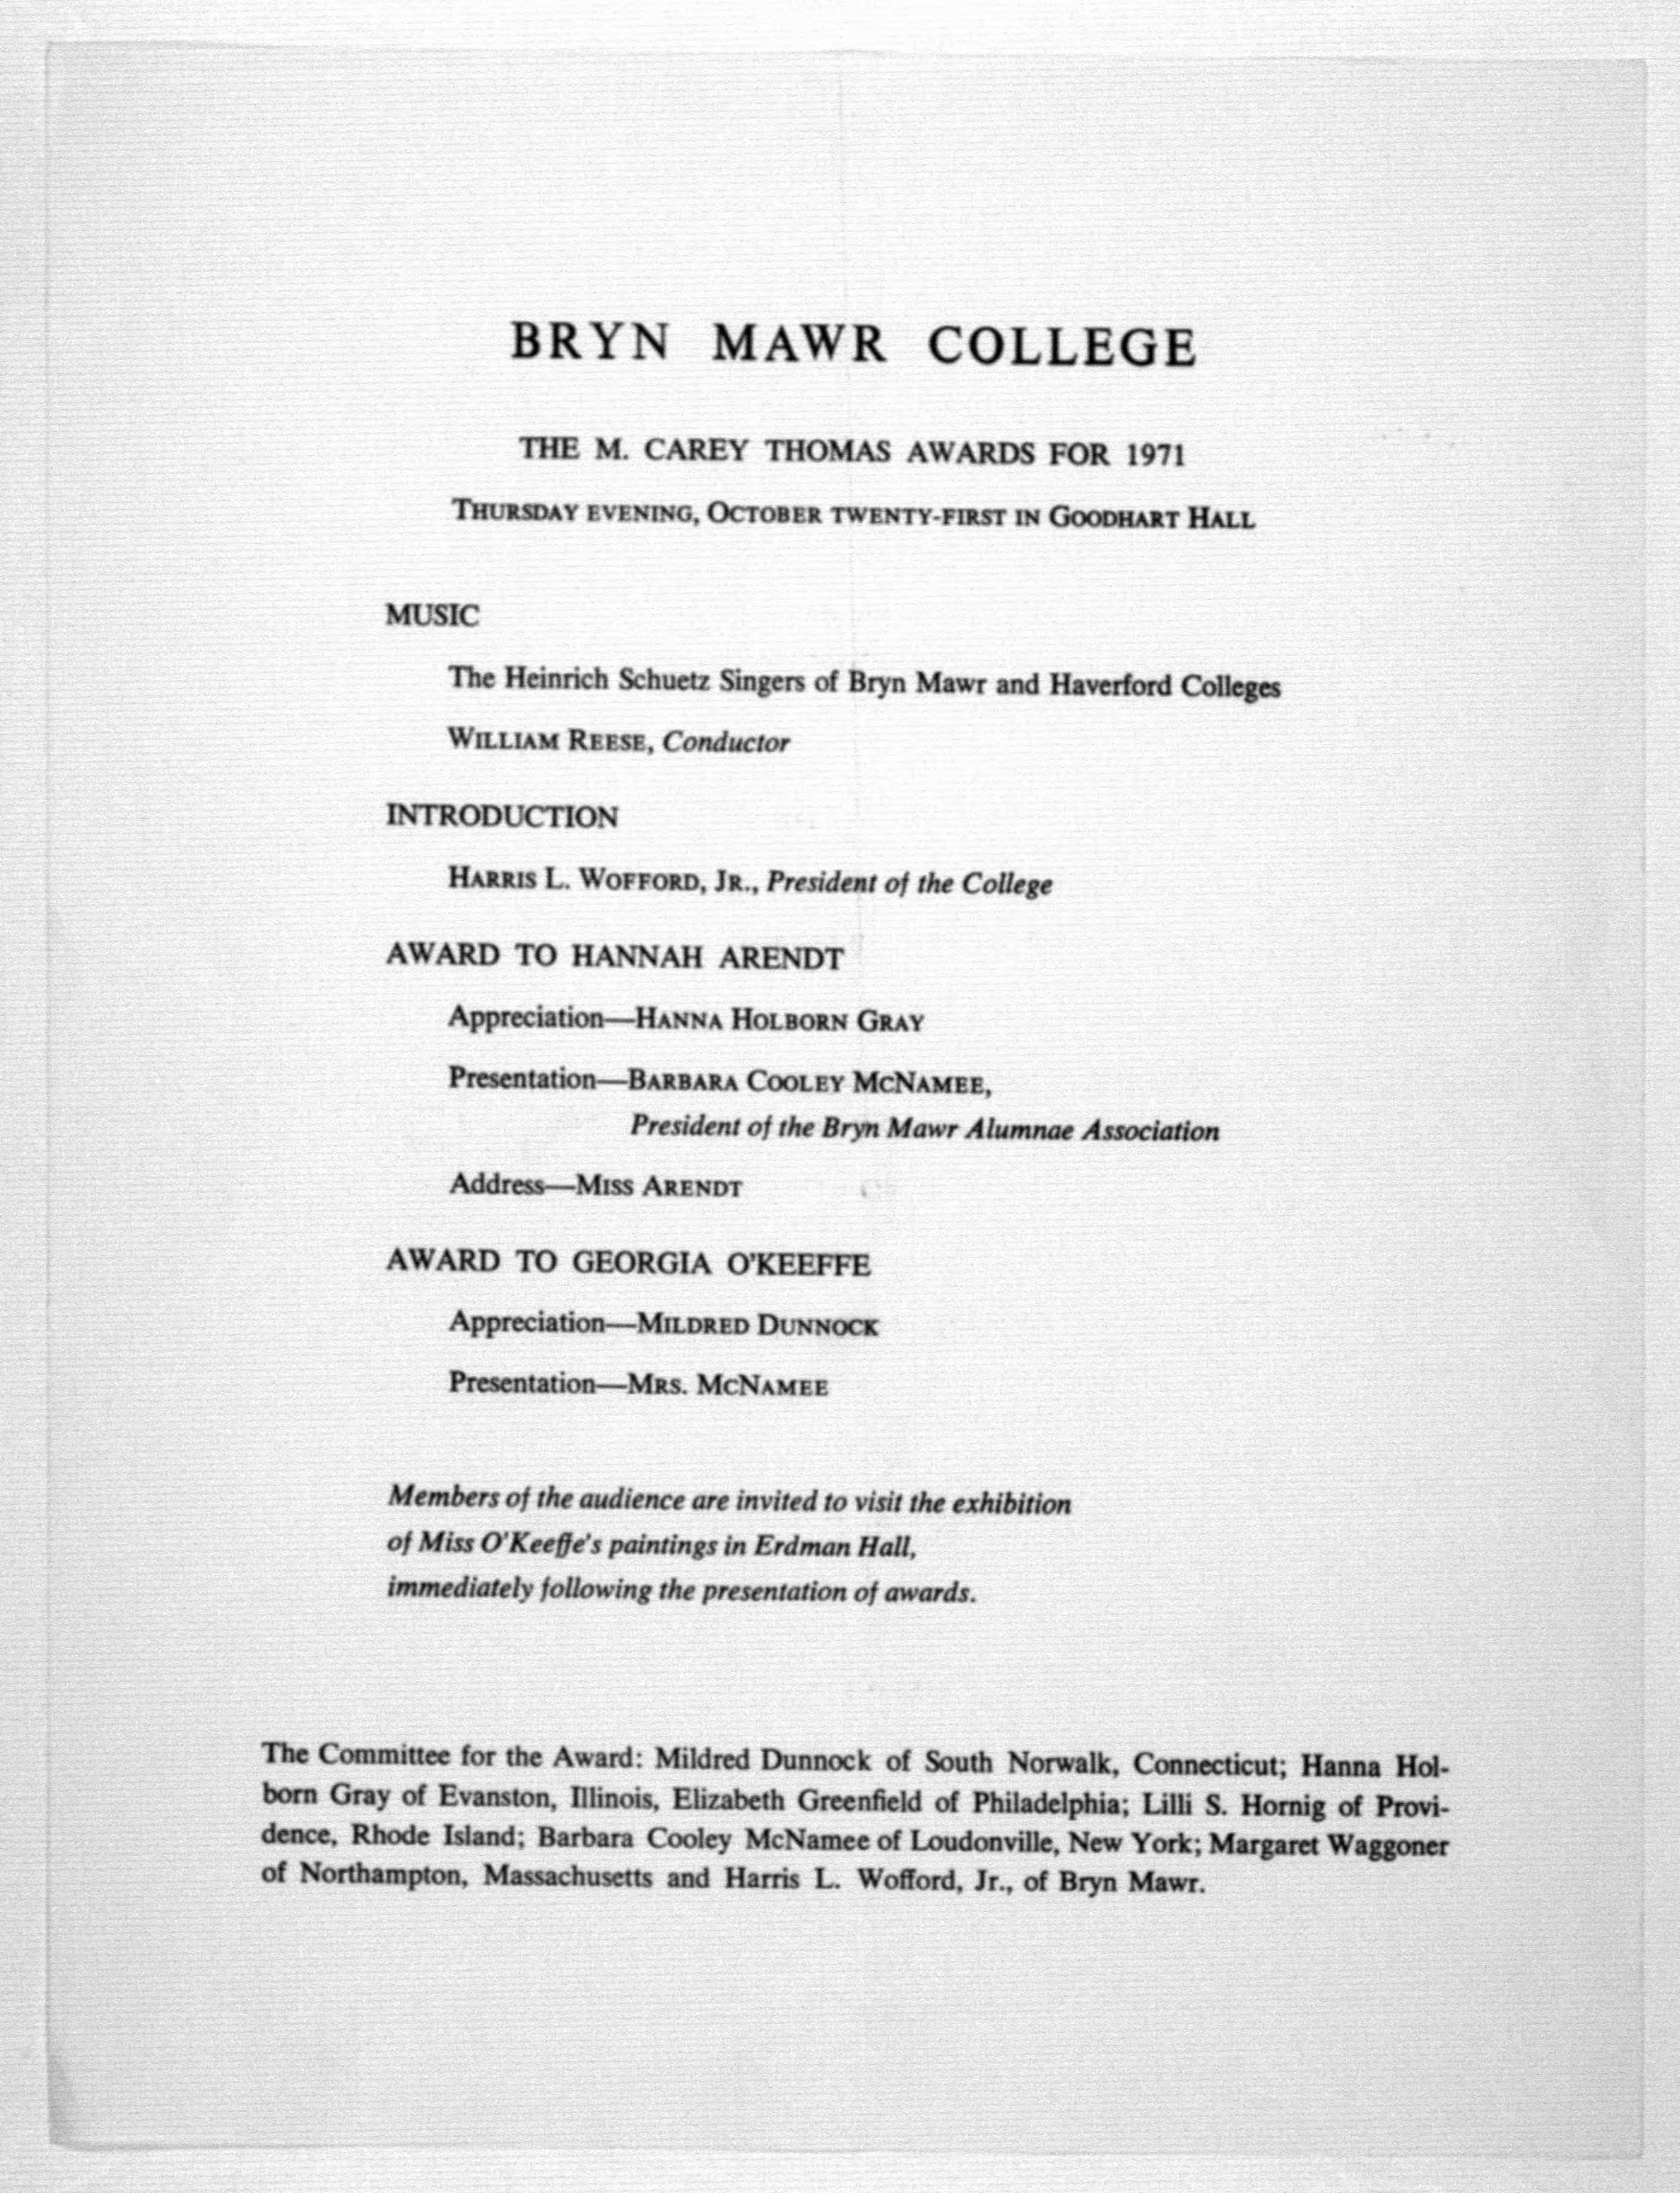 BRYN MAWR COLLEGE
THE M. CAREY THOMAS AWARDS FOR 1971
THURSDAY EVENING, OCTOBER TWENTY-FIRST IN GOODHART HALL
MUSIC
The Heinrich Schuetz Singers of Bryn Mawr and Haverford Colleges
WILLIAM REESE, Conductor
INTRODUCTION
HARRIS L. WOFFORD, JR., President of the College
AWARD TO HANNAH ARENDT
Appreciation—HANNA HOLBORN GRAY
Presentation—BARBARA COOLEY MCNAMEE,
President of the Bryn Mawr Alumnae Association
Address—MISS ARENDT
AWARD TO GEORGIA O'KEEFFE
Appreciation—MILDRED DUNNOCK
Presentation—MRS. MCNAMEE
Members of the audience are invited to visit the exhibition
of Miss O'Keeffe's paintings in Erdman Hall,
immediately following the presentation of awards.
The Committee for the Award: Mildred Dunnock of South Norwalk, Connecticut; Hanna Hol-
born Gray of Evanston, Illinois, Elizabeth Greenfield of Philadelphia; Lilli S. Hornig of Provi-
dence, Rhode Island; Barbara Cooley McNamee of Loudonville, New York; Margaret Waggoner
of Northampton, Massachusetts and Harris L. Wofford, Jr., of Bryn Mawr.